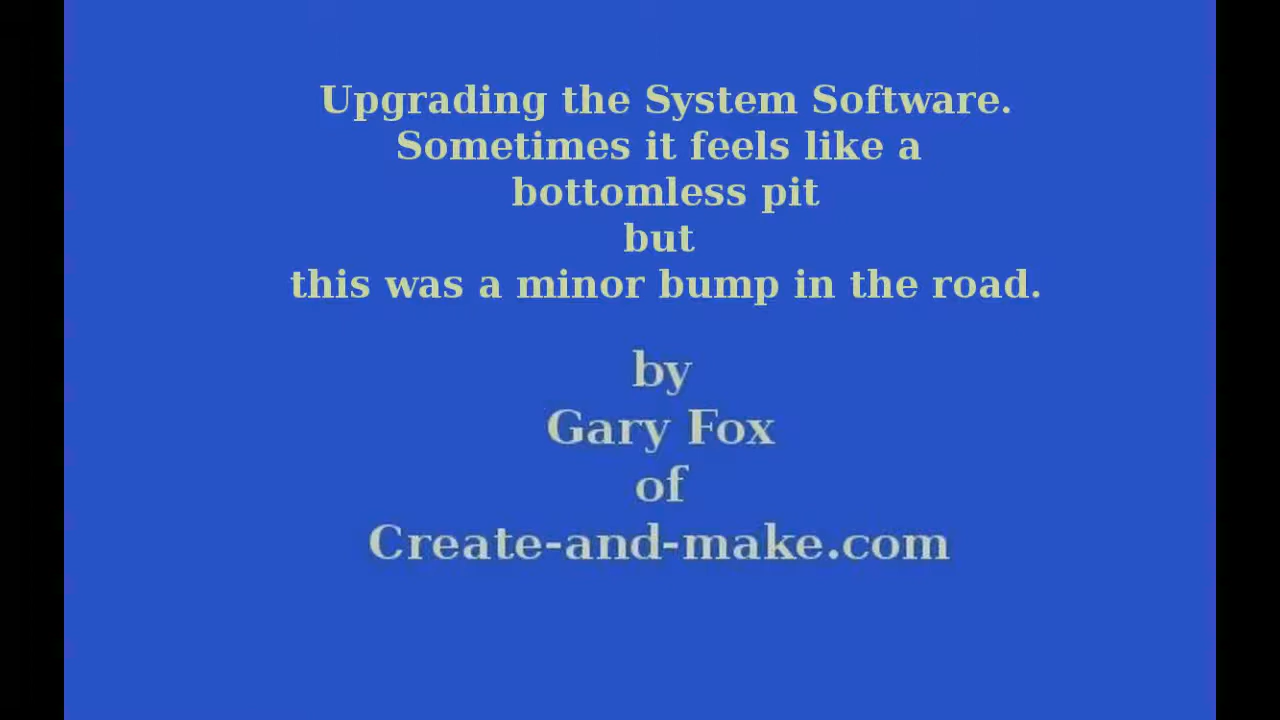 Upgrading the System Software.
Sometimes it feels like a
bottomless pit
but
this was a minor bump in the road.
by
Gary Fox
of
Create-and-make.com